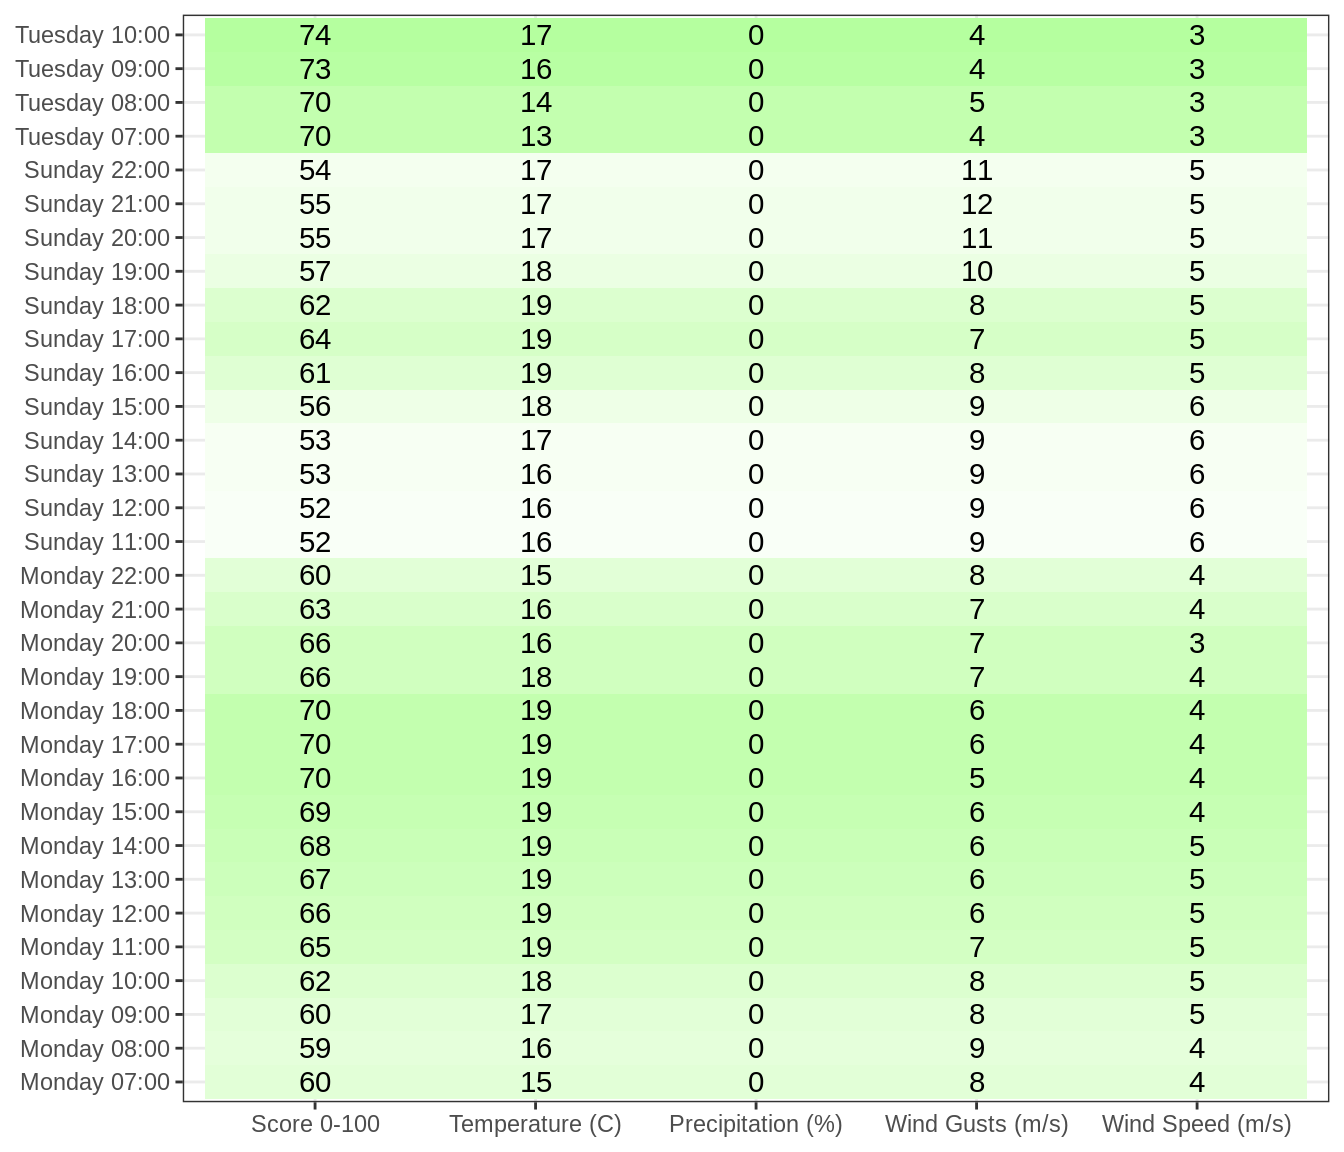 Tuesday 10:00 74 17 0 4 3
Tuesday 09:00 73 16 0 4 3
Tuesday 08:00 70 14 0 5 3
Tuesday 07:00 70 13 0 4 3
Sunday 22:00 54 17 0 11 5
Sunday 21:00 55 17 0 12 5
Sunday 20:00 55 17 0 11 5
Sunday 19:00 57 18 0 10 5
Sunday 18:00 62 19 0 8 5
Sunday 17:00 64 19 0 7 5
Sunday 16:00 61 19 0 8 5
Sunday 15:00 56 18 0 9 6
Sunday 14:00 53 17 0 9 6
Sunday 13:00 53 16 0 9 6
Sunday 12:00 52 16 0 9 6
Sunday 11:00 52 16 0 9 6
Monday 22:00 60 15 0 8 4
Monday 21:00 63 16 0 7 4
Monday 20:00 66 16 0 7 3
Monday 19:00 66 18 0 7 4
Monday 18:00 70 19 0 6 4
Monday 17:00 70 19 0 6 4
Monday 16:00 70 19 0 5 4
Monday 15:00 69 19 0 6 4
Monday 14:00 68 19 0 6 5
Monday 13:00 67 19 0 6 5
Monday 12:00 66 19 0 6 5
Monday 11:00 65 19 0 7 5
Monday 10:00 62 18 0 8 5
Monday 09:00 60 17 0 8 5
Monday 08:00 59 16 0 9 4
Monday 07:00 60 15 0 8 4
Score 0-100 Temperature (C) Precipitation (%) Wind Gusts (m/s) Wind Speed (m/s)